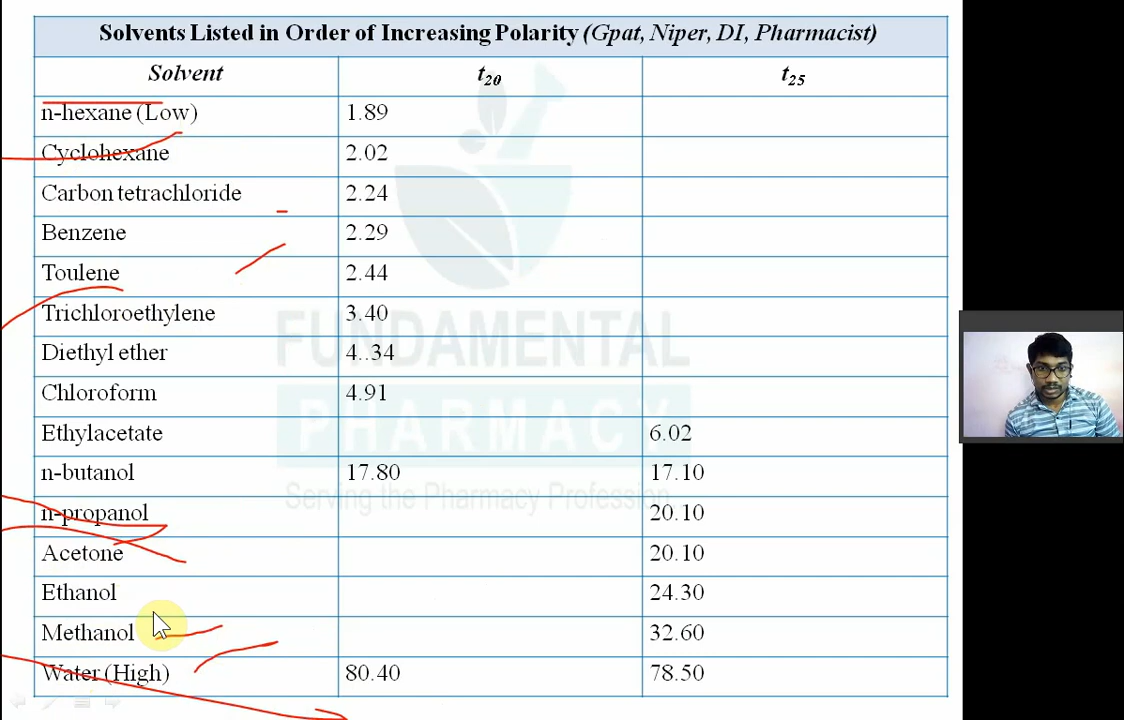 Solvents Listed in Order of Increasing Polarity (Gpat, Niper, DI, Pharmacist)
Solvent t20 t25
n-hexane (Low) 1.89
Cyclohexane 2.02
Carbon tetrachloride 2.24
Benzene 2.29
Toulene 2.44
Trichloroethylene 3.40
Diethyl ether 4..34
Chloroform 4.91
Ethylacetate 6.02
n-butanol 17.80 17.10
n-propanol 20.10
Acetone 20.10
Ethanol 24.30
Methanol 32.60
Water (High) 80.40 78.50
FUNDAMENTAL
PHARMACY
Serving the Pharmacy Profession